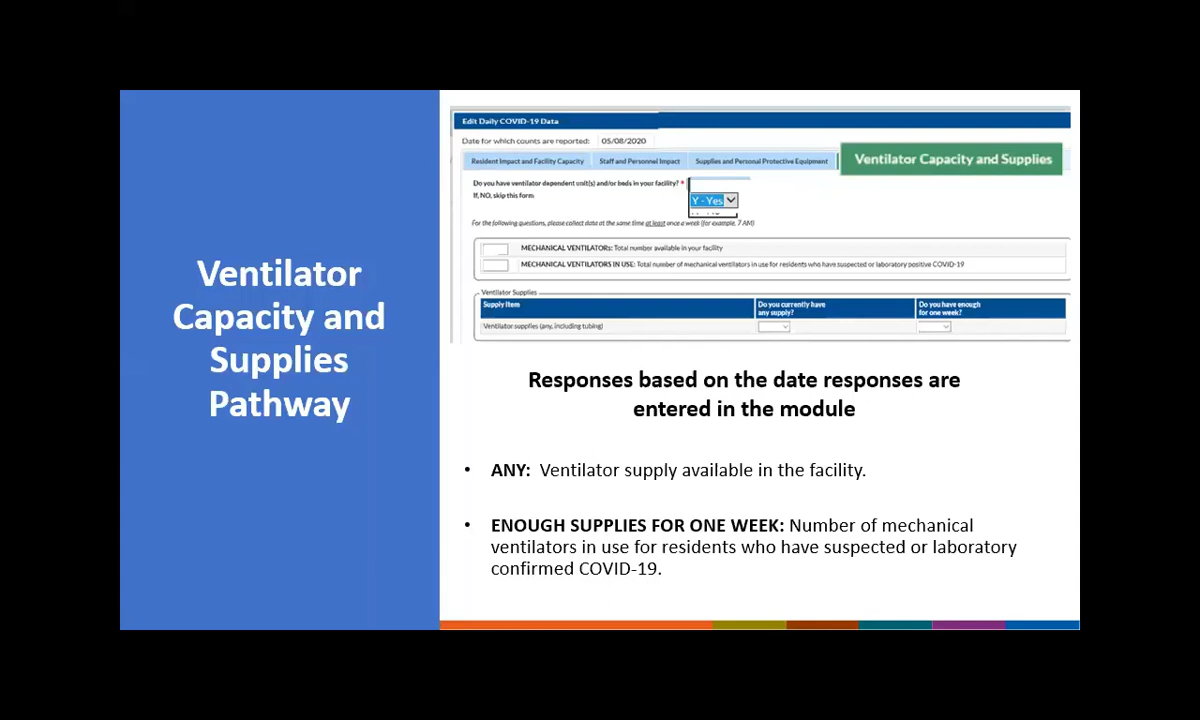 Ventilator
Capacity and
Supplies
Pathway
Edit Daily COVID-19 Data
Date for which counts are reported: 05/08/2020
Resident Impact and Facility Capacity
Staff and Personnel Impact
Supplies and Personal Protective Equipment
Ventilator Capacity and Supplies
Do you have ventilator dependent unit(s) and/or beds in your facility? *
Y - Yes
If, NO, skip this form
For the following questions, please collect data at the same time at least once a week (for example, 7 AM)
MECHANICAL VENTILATORs: Total number available in your facility
MECHANICAL VENTILATORS IN USE: Total number of mechanical ventilators in use for residents who have suspected or laboratory positive COVID-19
Ventilator Supplies
Supply Item
Do you currently have
any supply?
Do you have enough
for one week?
Ventilator supplies (any, including tubing)
Responses based on the date responses are
entered in the module
• ANY: Ventilator supply available in the facility.
• ENOUGH SUPPLIES FOR ONE WEEK: Number of mechanical
ventilators in use for residents who have suspected or laboratory
confirmed COVID-19.